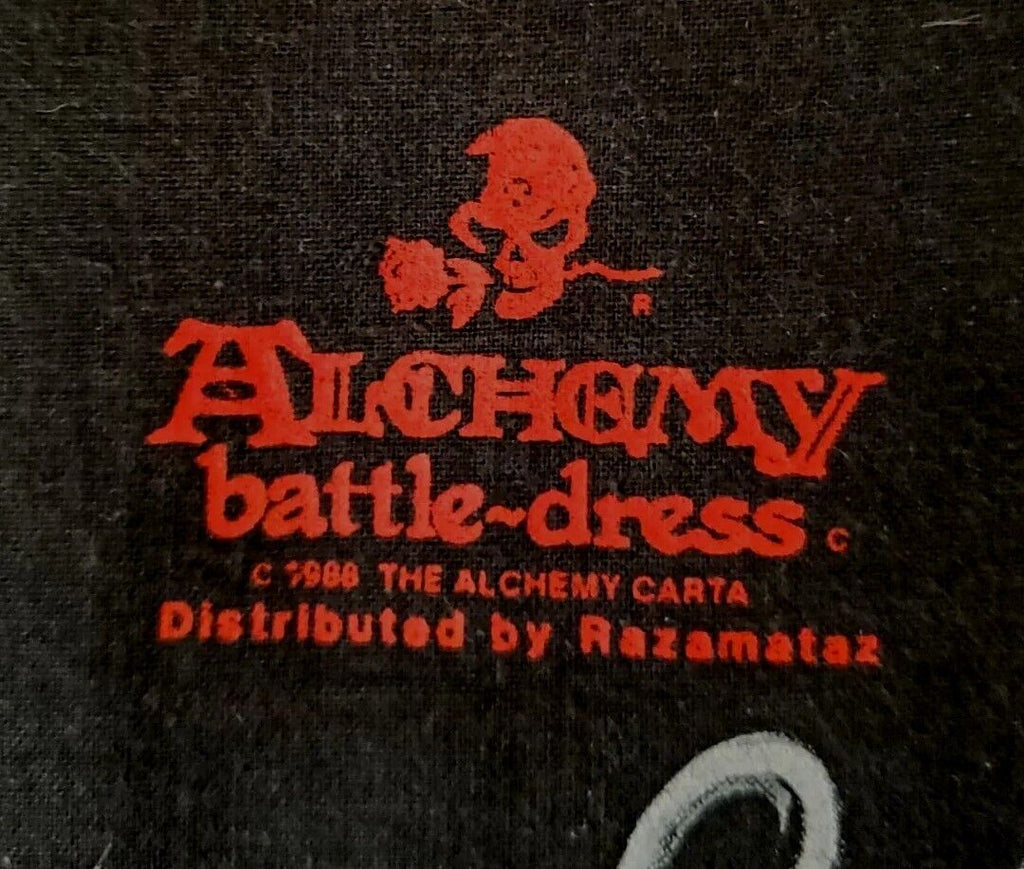 R
ALCHEMY
battle~dress C
C 1988 THE ALCHEMY CARTA
Distributed by Razamataz